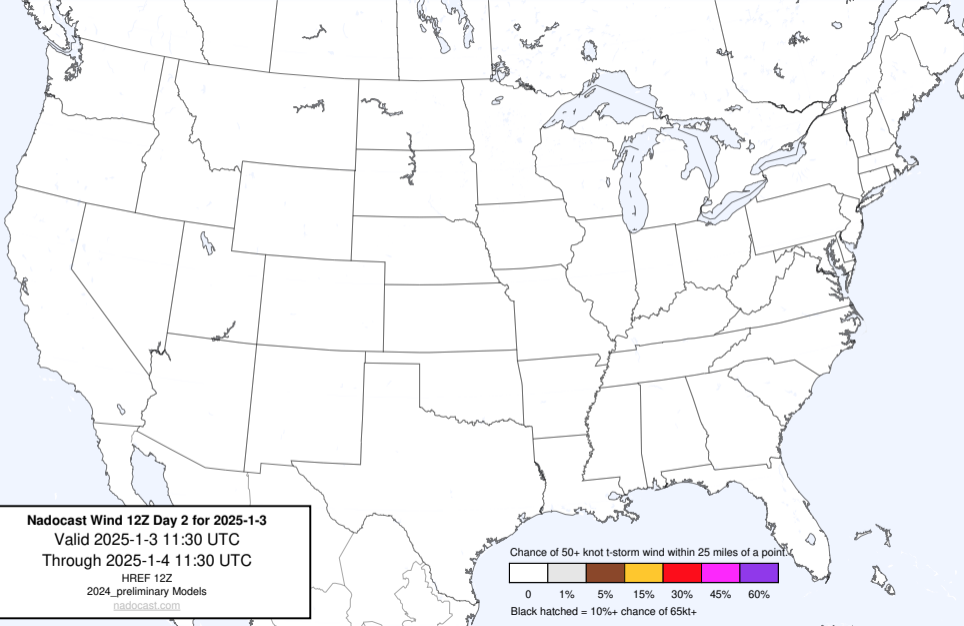 Nadocast Wind 12Z Day 2 for 2025-1-3
Valid 2025-1-3 11:30 UTC
Through 2025-1-4 11:30 UTC
HREF 12Z
2024_preliminary Models
nadocast.com
Chance of 50+ knot t-storm wind within 25 miles of a point.
0 1% 5% 15% 30% 45% 60%
Black hatched = 10%+ chance of 65kt+